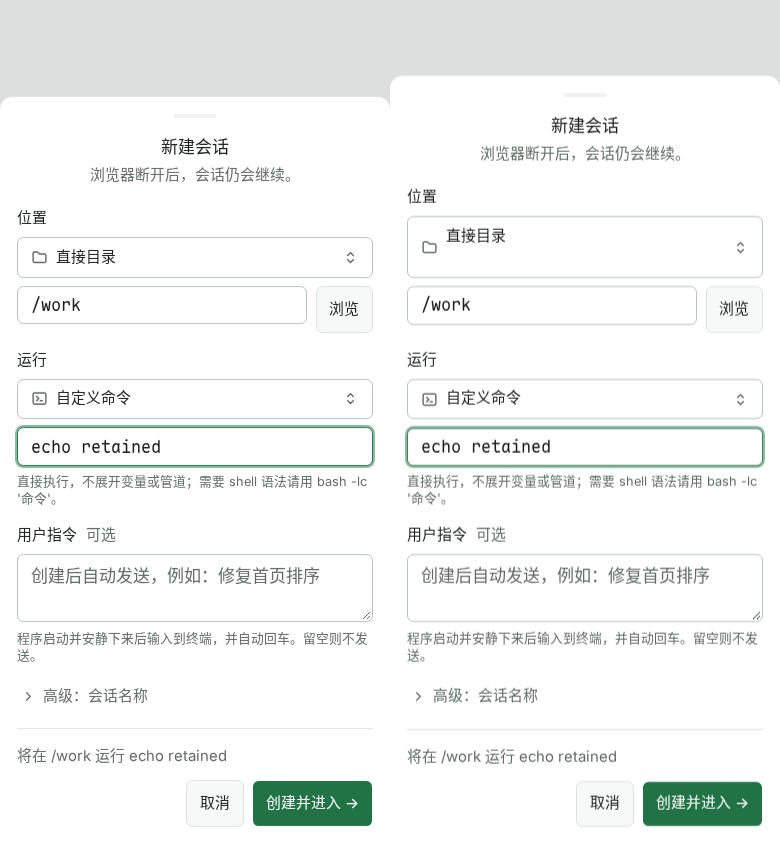 新建会话
浏览器断开后，会话仍会继续。
位置
直接目录
/work
浏览
运行
自定义命令
echo retained
直接执行，不展开变量或管道；需要 shell 语法请用 bash -lc
'命令'。
用户指令 可选
创建后自动发送，例如：修复首页排序
程序启动并安静下来后输入到终端，并自动回车。留空则不发
送。
高级：会话名称
将在 /work 运行 echo retained
取消
创建并进入 →
新建会话
浏览器断开后，会话仍会继续。
位置
直接目录
/work
浏览
运行
自定义命令
echo retained
直接执行，不展开变量或管道；需要 shell 语法请用 bash -lc
'命令'。
用户指令 可选
创建后自动发送，例如：修复首页排序
程序启动并安静下来后输入到终端，并自动回车。留空则不发
送。
高级：会话名称
将在 /work 运行 echo retained
取消
创建并进入 →